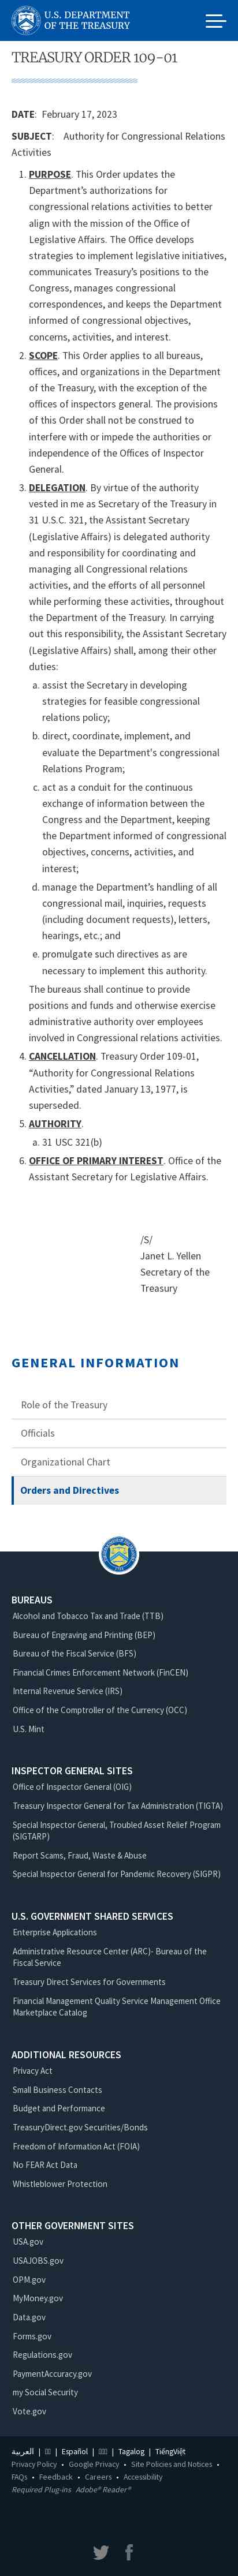 U.S. DEPARTMENT
OF THE TREASURY
TREASURY ORDER 109-01
DATE: February 17, 2023
SUBJECT: Authority for Congressional Relations
Activities
1. PURPOSE. This Order updates the
Department's authorizations for
congressional relations activities to better
align with the mission of the Office of
Legislative Affairs. The Office develops
strategies to implement legislative initiatives,
communicates Treasury's positions to the
Congress, manages congressional
correspondences, and keeps the Department
informed of congressional objectives,
concerns, activities, and interest.
2. SCOPE. This Order applies to all bureaus,
offices, and organizations in the Department
of the Treasury, with the exception of the
offices of inspectors general. The provisions
of this Order shall not be construed to
interfere with or impede the authorities or
independence of the Offices of Inspector
General.
3. DELEGATION. By virtue of the authority
vested in me as Secretary of the Treasury in
31 U.S.C. 321, the Assistant Secretary
(Legislative Affairs) is delegated authority
and responsibility for coordinating and
managing all Congressional relations
activities, and the efforts of all personnel
while performing those activities, throughout
the Department of the Treasury. In carrying
out this responsibility, the Assistant Secretary
(Legislative Affairs) shall, among their other
duties:
a. assist the Secretary in developing
strategies for feasible congressional
relations policy;
b. direct, coordinate, implement, and
evaluate the Department's congressional
Relations Program;
c. act as a conduit for the continuous
exchange of information between the
Congress and the Department, keeping
the Department informed of congressional
objectives, concerns, activities, and
interest;
d. manage the Department's handling of all
congressional mail, inquiries, requests
(including document requests), letters,
hearings, etc.; and
e. promulgate such directives as are
necessary to implement this authority.
The bureaus shall continue to provide
positions and funds and otherwise exercise
administrative authority over employees
involved in Congressional relations activities.
4. CANCELLATION. Treasury Order 109-01,
“Authority for Congressional Relations
Activities,” dated January 13, 1977, is
superseded.
5. AUTHORITY.
a. 31 USC 321(b)
6. OFFICE OF PRIMARY INTEREST. Office of the
Assistant Secretary for Legislative Affairs.
/S/
Janet L. Yellen
Secretary of the
Treasury
GENERAL INFORMATION
Role of the Treasury
Officials
Organizational Chart
Orders and Directives
BUREAUS
Alcohol and Tobacco Tax and Trade (TTB)
Bureau of Engraving and Printing (BEP)
Bureau of the Fiscal Service (BFS)
Financial Crimes Enforcement Network (FinCEN)
Internal Revenue Service (IRS)
Office of the Comptroller of the Currency (OCC)
U.S. Mint
INSPECTOR GENERAL SITES
Office of Inspector General (OIG)
Treasury Inspector General for Tax Administration (TIGTA)
Special Inspector General, Troubled Asset Relief Program
(SIGTARP)
Report Scams, Fraud, Waste & Abuse
Special Inspector General for Pandemic Recovery (SIGPR)
U.S. GOVERNMENT SHARED SERVICES
Enterprise Applications
Administrative Resource Center (ARC)- Bureau of the
Fiscal Service
Treasury Direct Services for Governments
Financial Management Quality Service Management Office
Marketplace Catalog
ADDITIONAL RESOURCES
Privacy Act
Small Business Contacts
Budget and Performance
TreasuryDirect.gov Securities/Bonds
Freedom of Information Act (FOIA)
No FEAR Act Data
Whistleblower Protection
OTHER GOVERNMENT SITES
USA.gov
USAJOBS.gov
OPM.gov
MyMoney.gov
Data.gov
Forms.gov
Regulations.gov
PaymentAccuracy.gov
my Social Security
Vote.gov
العربية | | Español | | Tagalog | TiếngViệt
Privacy Policy • Google Privacy • Site Policies and Notices •
FAQs • Feedback • Careers • Accessibility
Required Plug-ins Adobe® Reader®